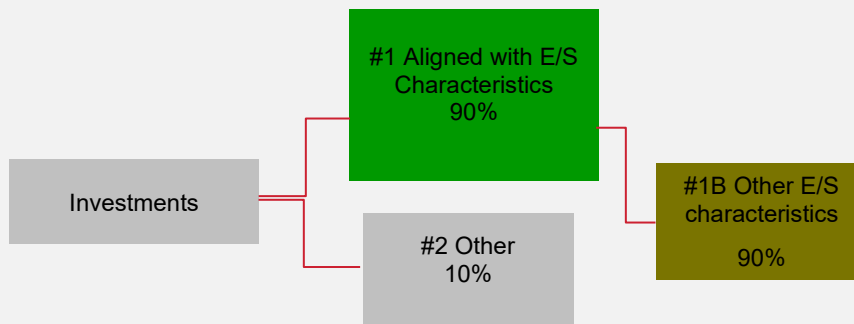 #1 Aligned with E/S
Characteristics
90%
Investments
#1B Other E/S
characteristics
90%
#2 Other
10%